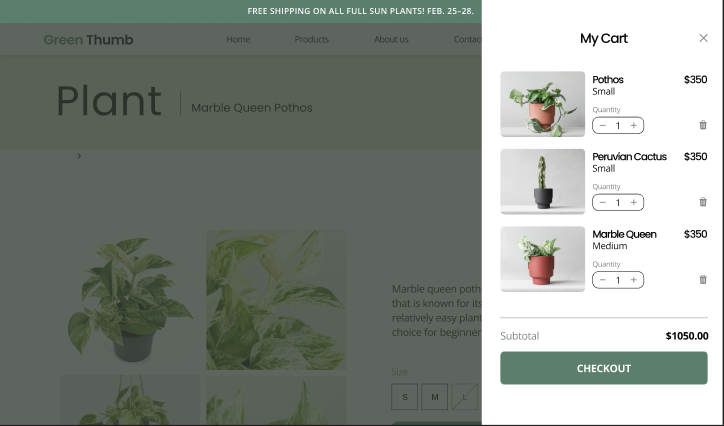 FREE SHIPPING ON ALL FULL SUN PLANTS! FEB. 25–28.
Green Thumb
Home
Products
About us
Contac
Plant
Marble Queen Pothos
>
Marble queen poth
that is known for its
relatively easy plant
choice for beginner
Size
S
M
L
My Cart
Pothos
$350
Small
Quantity
− 1 +
Peruvian Cactus
$350
Small
Quantity
− 1 +
Marble Queen
$350
Medium
Quantity
− 1 +
Subtotal
$1050.00
CHECKOUT